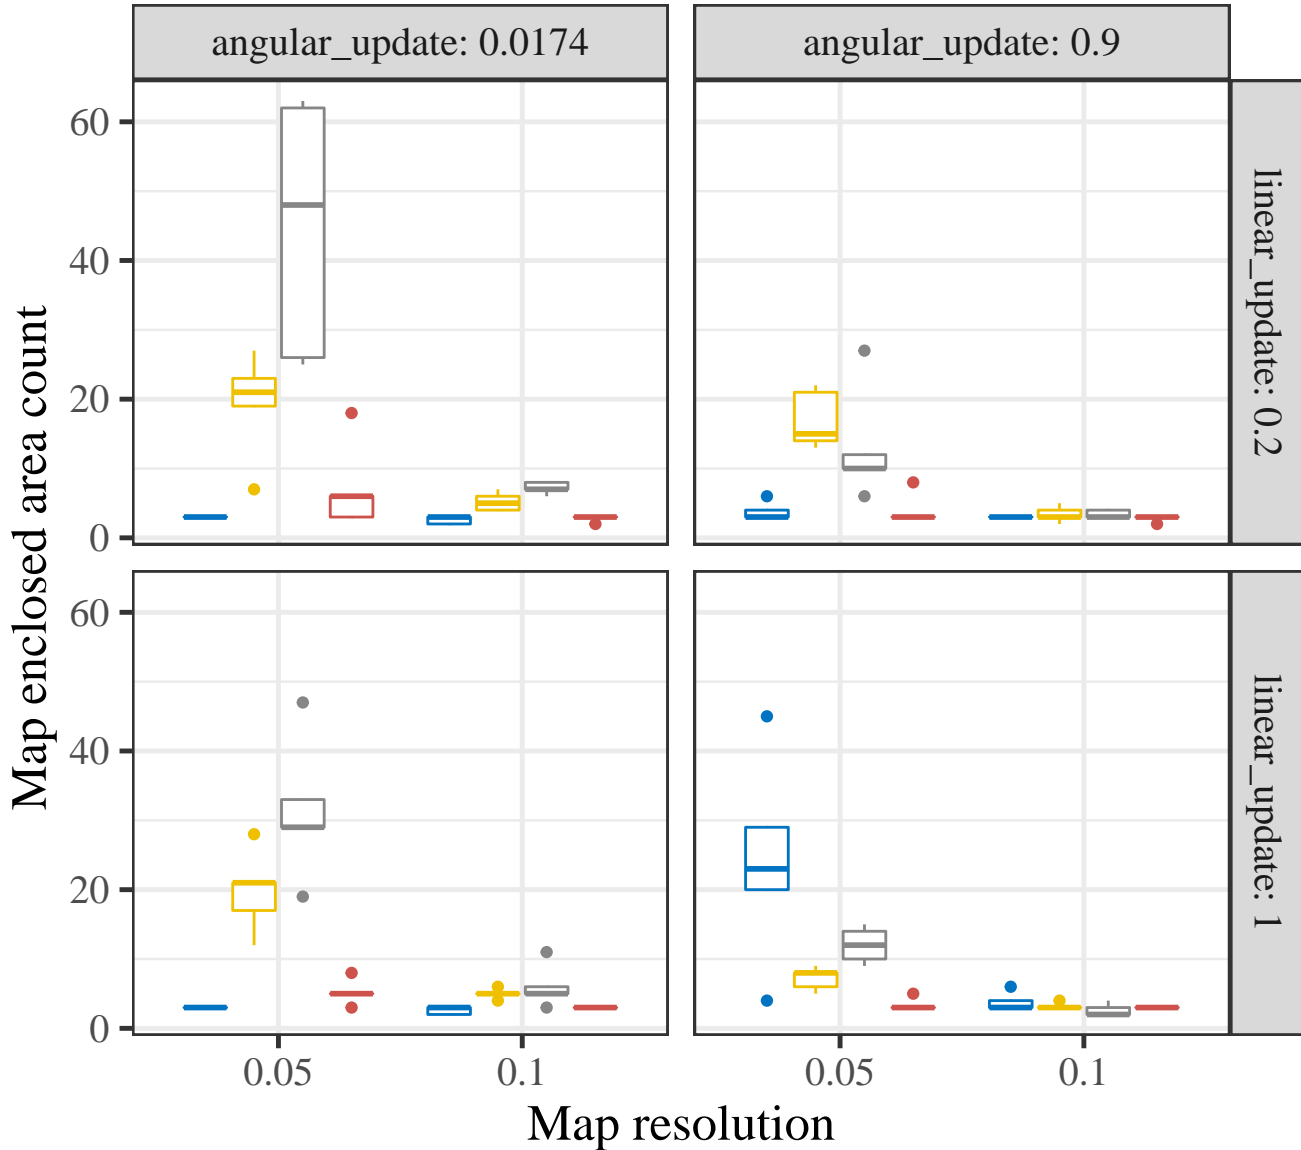 angular_update: 0.0174
angular_update: 0.9
60
40
20
0
linear_update: 0.2
Map enclosed area count
60
40
20
0
linear_update: 1
0.05
0.1
0.05
0.1
Map resolution